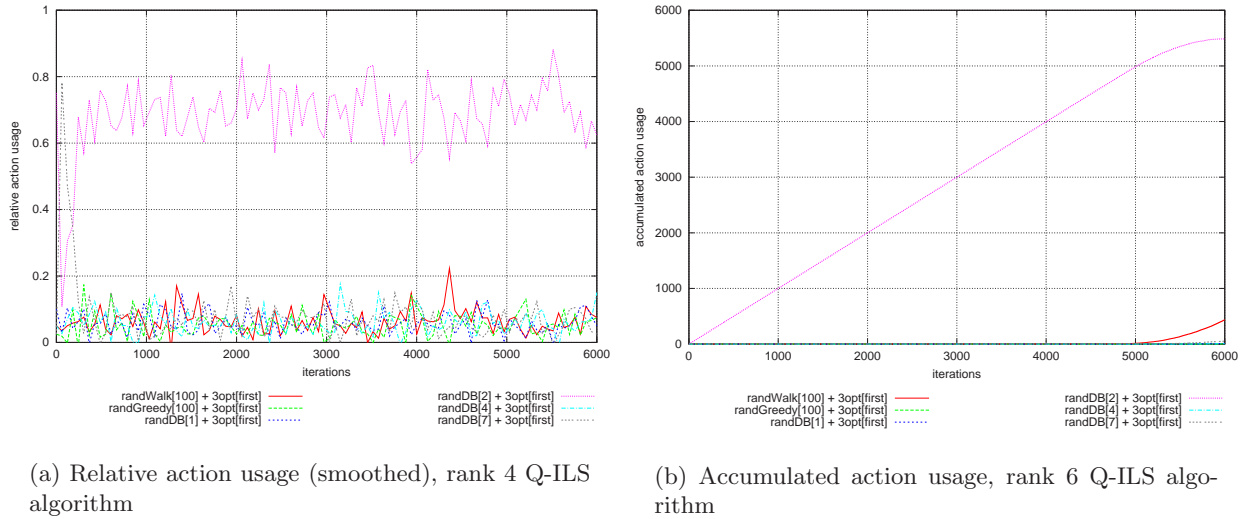 1
0.8
0.6
0.4
0.2
0
relative action usage
0 1000 2000 3000 4000 5000 6000
iterations
randWalk[100] + 3opt[first]
randGreedy[100] + 3opt[first]
randDB[1] + 3opt[first]
randDB[2] + 3opt[first]
randDB[4] + 3opt[first]
randDB[7] + 3opt[first]
(a) Relative action usage (smoothed), rank 4 Q-ILS
algorithm
6000
5000
4000
3000
2000
1000
0
accumulated action usage
0 1000 2000 3000 4000 5000 6000
iterations
randWalk[100] + 3opt[first]
randGreedy[100] + 3opt[first]
randDB[1] + 3opt[first]
randDB[2] + 3opt[first]
randDB[4] + 3opt[first]
randDB[7] + 3opt[first]
(b) Accumulated action usage, rank 6 Q-ILS algo-
rithm